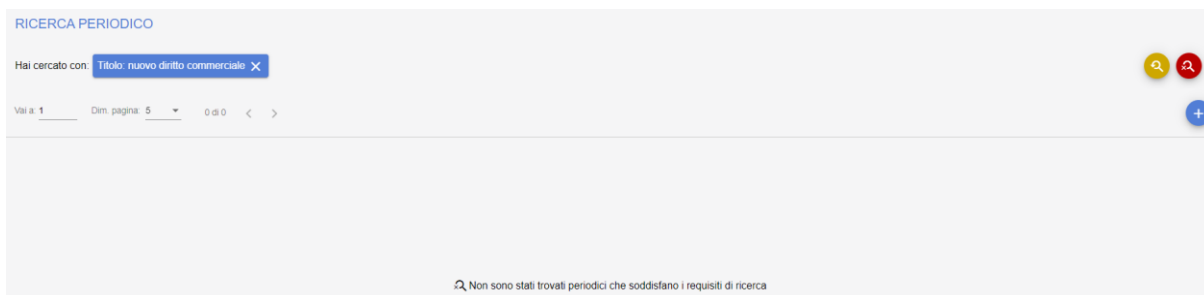 RICERCA PERIODICO
Hai cercato con: Titolo: nuovo diritto commerciale
Vai a: 1 Dim. pagina: 5 0 di 0
Non sono stati trovati periodici che soddisfano i requisiti di ricerca